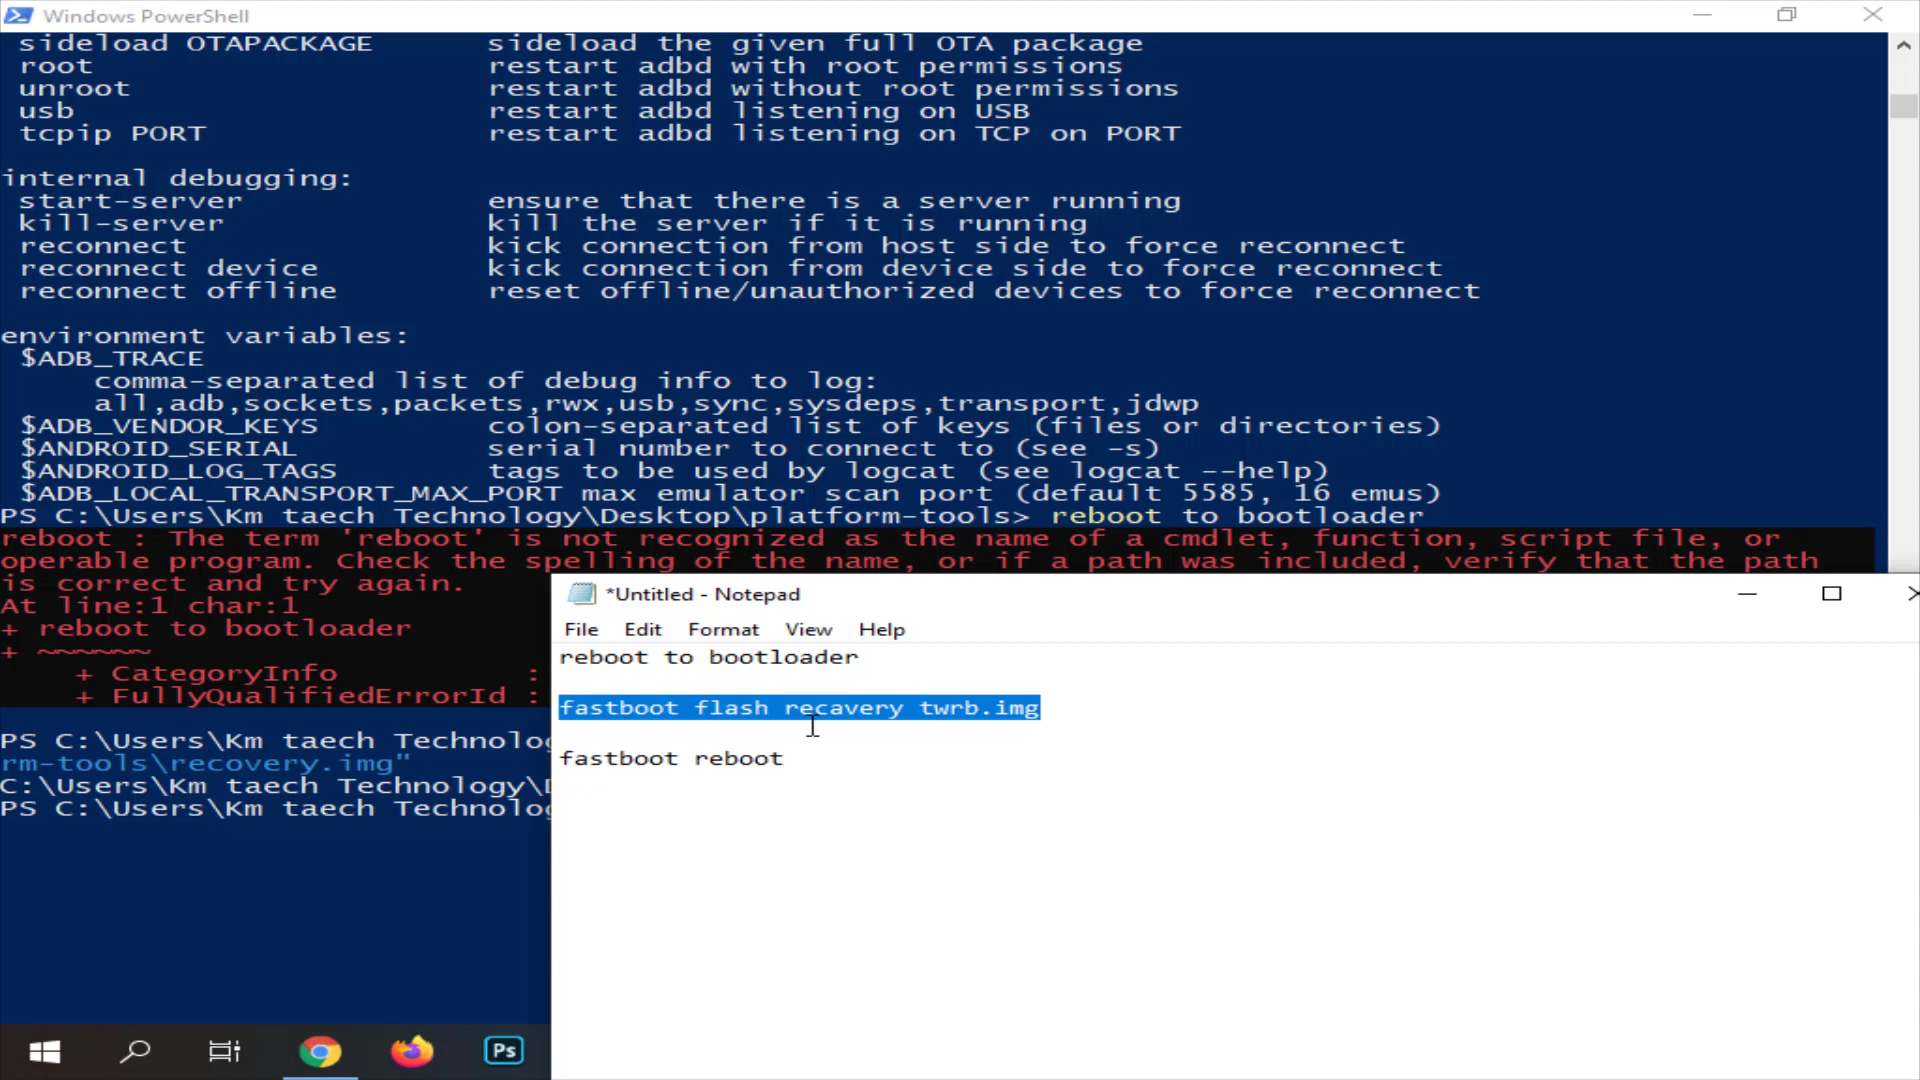 Windows PowerShell
sideload OTAPACKAGE sideload the given full OTA package
root restart adbd with root permissions
unroot restart adbd without root permissions
usb restart adbd listening on USB
tcpip PORT restart adbd listening on TCP on PORT
internal debugging:
start-server ensure that there is a server running
kill-server kill the server if it is running
reconnect kick connection from host side to force reconnect
reconnect device kick connection from device side to force reconnect
reconnect offline reset offline/unauthorized devices to force reconnect
environment variables:
$ADB_TRACE
comma-separated list of debug info to log:
all,adb,sockets,packets,rwx,usb,sync,sysdeps,transport,jdwp
$ADB_VENDOR_KEYS colon-separated list of keys (files or directories)
$ANDROID_SERIAL serial number to connect to (see -s)
$ANDROID_LOG_TAGS tags to be used by logcat (see logcat --help)
$ADB_LOCAL_TRANSPORT_MAX_PORT max emulator scan port (default 5585, 16 emus)
PS C:\Users\Km taech Technology\Desktop\platform-tools> reboot to bootloader
reboot : The term 'reboot' is not recognized as the name of a cmdlet, function, script file, or
operable program. Check the spelling of the name, or if a path was included, verify that the path
is correct and try again.
At line:1 char:1
+ reboot to bootloader
+ ~~~~~~
+ CategoryInfo :
+ FullyQualifiedErrorId :
PS C:\Users\Km taech Technolo
rm-tools\recovery.img"
C:\Users\Km taech Technology\
PS C:\Users\Km taech Technolo
*Untitled - Notepad
File Edit Format View Help
reboot to bootloader
fastboot flash recavery twrb.img
fastboot reboot
Ps